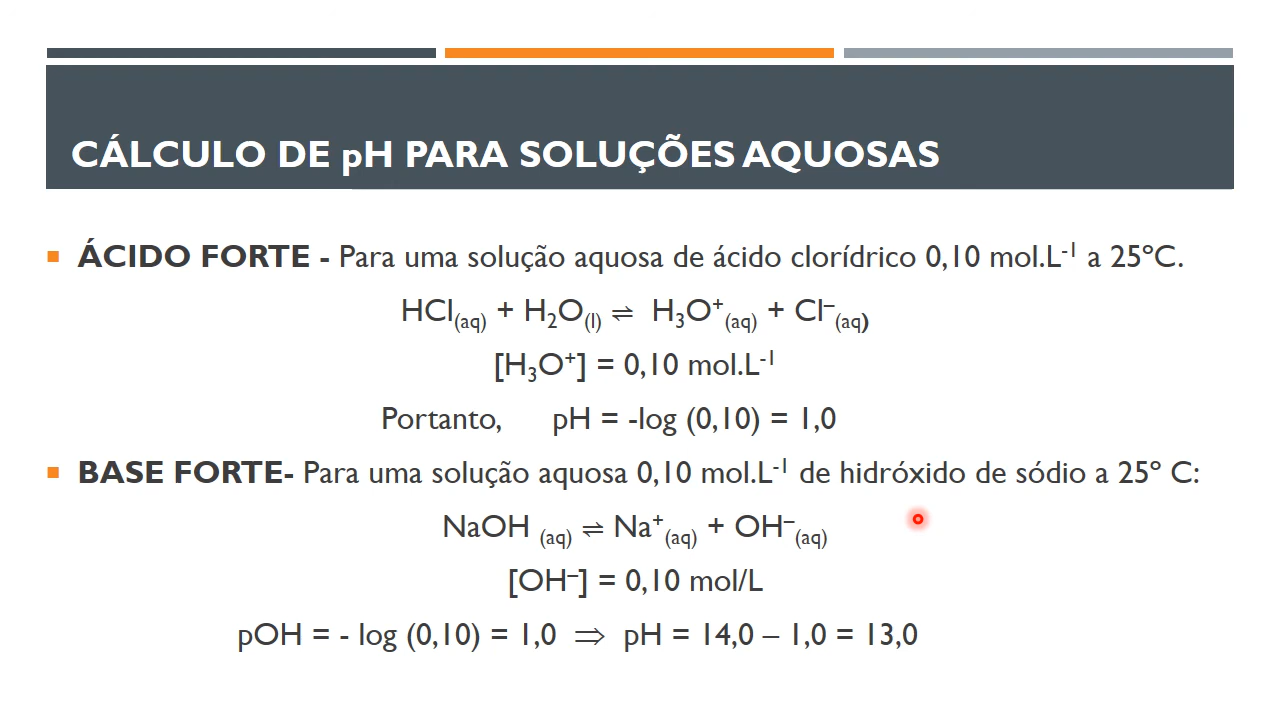 CÁLCULO DE pH PARA SOLUÇÕES AQUOSAS
ÁCIDO FORTE - Para uma solução aquosa de ácido clorídrico 0,10 mol.L⁻¹ a 25ºC.
HCl(aq) + H₂O(l) ⇌ H₃O⁺(aq) + Cl⁻(aq)
[H₃O⁺] = 0,10 mol.L⁻¹
Portanto, pH = -log (0,10) = 1,0
BASE FORTE- Para uma solução aquosa 0,10 mol.L⁻¹ de hidróxido de sódio a 25º C:
NaOH (aq) ⇌ Na⁺(aq) + OH⁻(aq)
[OH⁻] = 0,10 mol/L
pOH = - log (0,10) = 1,0 ⇒ pH = 14,0 – 1,0 = 13,0